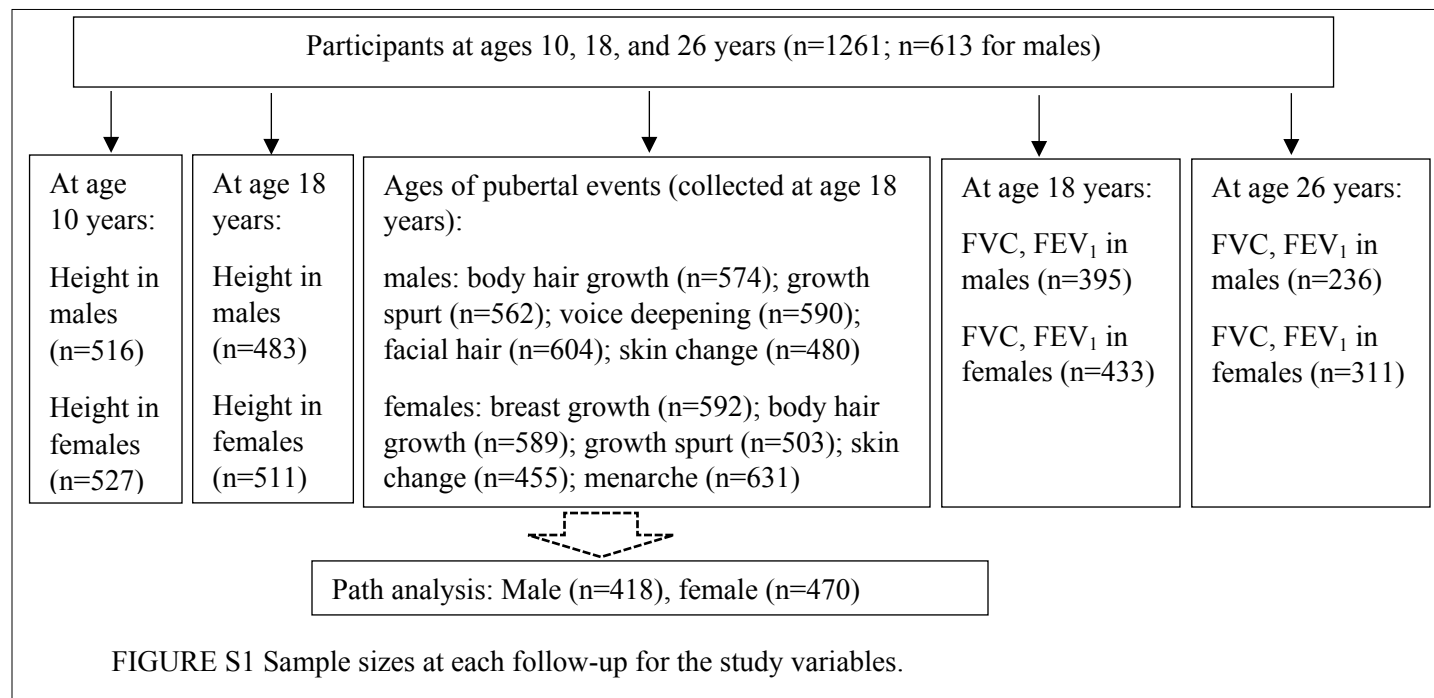 Participants at ages 10, 18, and 26 years (n=1261; n=613 for males)
At age
10 years:
Height in
males
(n=516)
Height in
females
(n=527)
At age 18
years:
Height in
males
(n=483)
Height in
females
(n=511)
Ages of pubertal events (collected at age 18
years):
males: body hair growth (n=574); growth
spurt (n=562); voice deepening (n=590);
facial hair (n=604); skin change (n=480)
females: breast growth (n=592); body hair
growth (n=589); growth spurt (n=503); skin
change (n=455); menarche (n=631)
At age 18 years:
FVC, FEV₁ in
males (n=395)
FVC, FEV₁ in
females (n=433)
At age 26 years:
FVC, FEV₁ in
males (n=236)
FVC, FEV₁ in
females (n=311)
Path analysis: Male (n=418), female (n=470)
FIGURE S1 Sample sizes at each follow-up for the study variables.